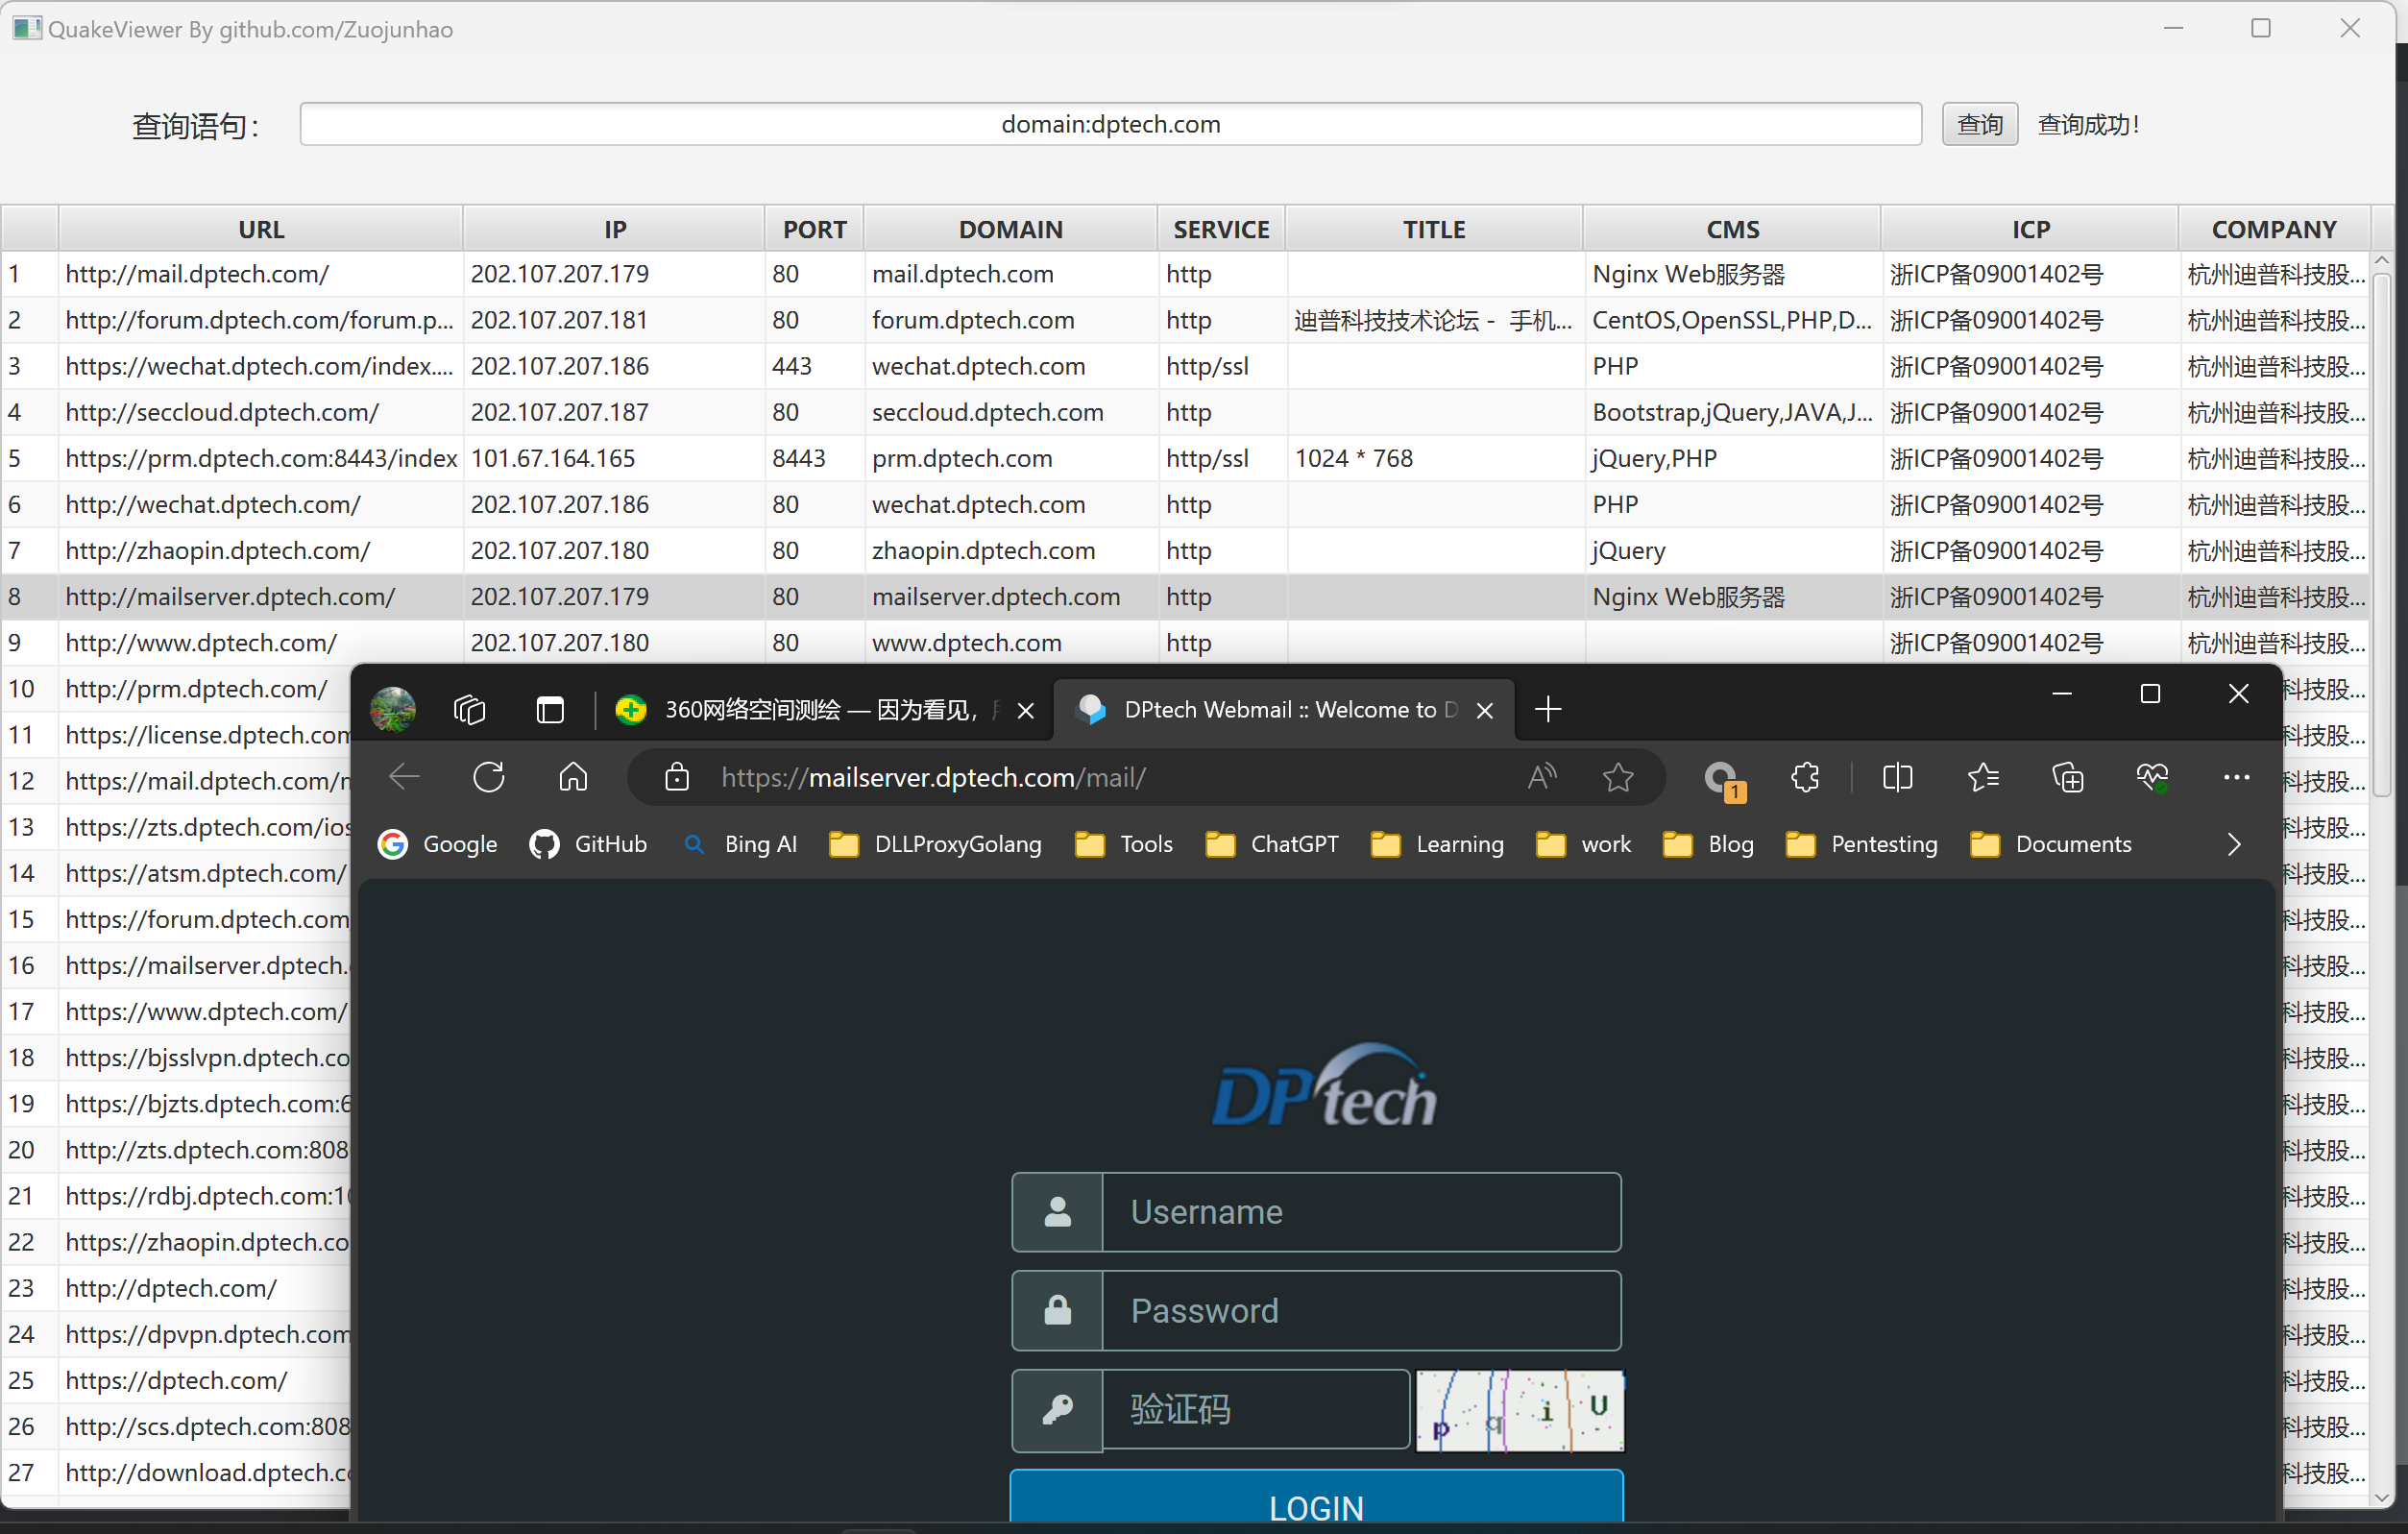 QuakeViewer By github.com/Zuojunhao
查询语句： domain:dptech.com 查询 查询成功！
URL IP PORT DOMAIN SERVICE TITLE CMS ICP COMPANY
1 http://mail.dptech.com/ 202.107.207.179 80 mail.dptech.com http Nginx Web服务器 浙ICP备09001402号 杭州迪普科技股...
2 http://forum.dptech.com/forum.p... 202.107.207.181 80 forum.dptech.com http 迪普科技技术论坛 - 手机... CentOS,OpenSSL,PHP,D... 浙ICP备09001402号 杭州迪普科技股...
3 https://wechat.dptech.com/index.... 202.107.207.186 443 wechat.dptech.com http/ssl PHP 浙ICP备09001402号 杭州迪普科技股...
4 http://seccloud.dptech.com/ 202.107.207.187 80 seccloud.dptech.com http Bootstrap,jQuery,JAVA,J... 浙ICP备09001402号 杭州迪普科技股...
5 https://prm.dptech.com:8443/index 101.67.164.165 8443 prm.dptech.com http/ssl 1024 * 768 jQuery,PHP 浙ICP备09001402号 杭州迪普科技股...
6 http://wechat.dptech.com/ 202.107.207.186 80 wechat.dptech.com http PHP 浙ICP备09001402号 杭州迪普科技股...
7 http://zhaopin.dptech.com/ 202.107.207.180 80 zhaopin.dptech.com http jQuery 浙ICP备09001402号 杭州迪普科技股...
8 http://mailserver.dptech.com/ 202.107.207.179 80 mailserver.dptech.com http Nginx Web服务器 浙ICP备09001402号 杭州迪普科技股...
9 http://www.dptech.com/ 202.107.207.180 80 www.dptech.com http 浙ICP备09001402号 杭州迪普科技股...
10 http://prm.dptech.com/ 科技股...
11 https://license.dptech.com 科技股...
12 https://mail.dptech.com/ 科技股...
13 https://zts.dptech.com/ios 科技股...
14 https://atsm.dptech.com/ 科技股...
15 https://forum.dptech.com 科技股...
16 https://mailserver.dptech. 科技股...
17 https://www.dptech.com/ 科技股...
18 https://bjsslvpn.dptech.co 科技股...
19 https://bjzts.dptech.com:6 科技股...
20 http://zts.dptech.com:808 科技股...
21 https://rdbj.dptech.com:10 科技股...
22 https://zhaopin.dptech.co 科技股...
23 http://dptech.com/ 科技股...
24 https://dpvpn.dptech.com 科技股...
25 https://dptech.com/ 科技股...
26 http://scs.dptech.com:808 科技股...
27 http://download.dptech.c 科技股...
360网络空间测绘 — 因为看见， DPtech Webmail :: Welcome to D
https://mailserver.dptech.com/mail/ 1
Google GitHub Bing AI DLLProxyGolang Tools ChatGPT Learning work Blog Pentesting Documents
DPtech
Username
Password
验证码 p q i U
LOGIN